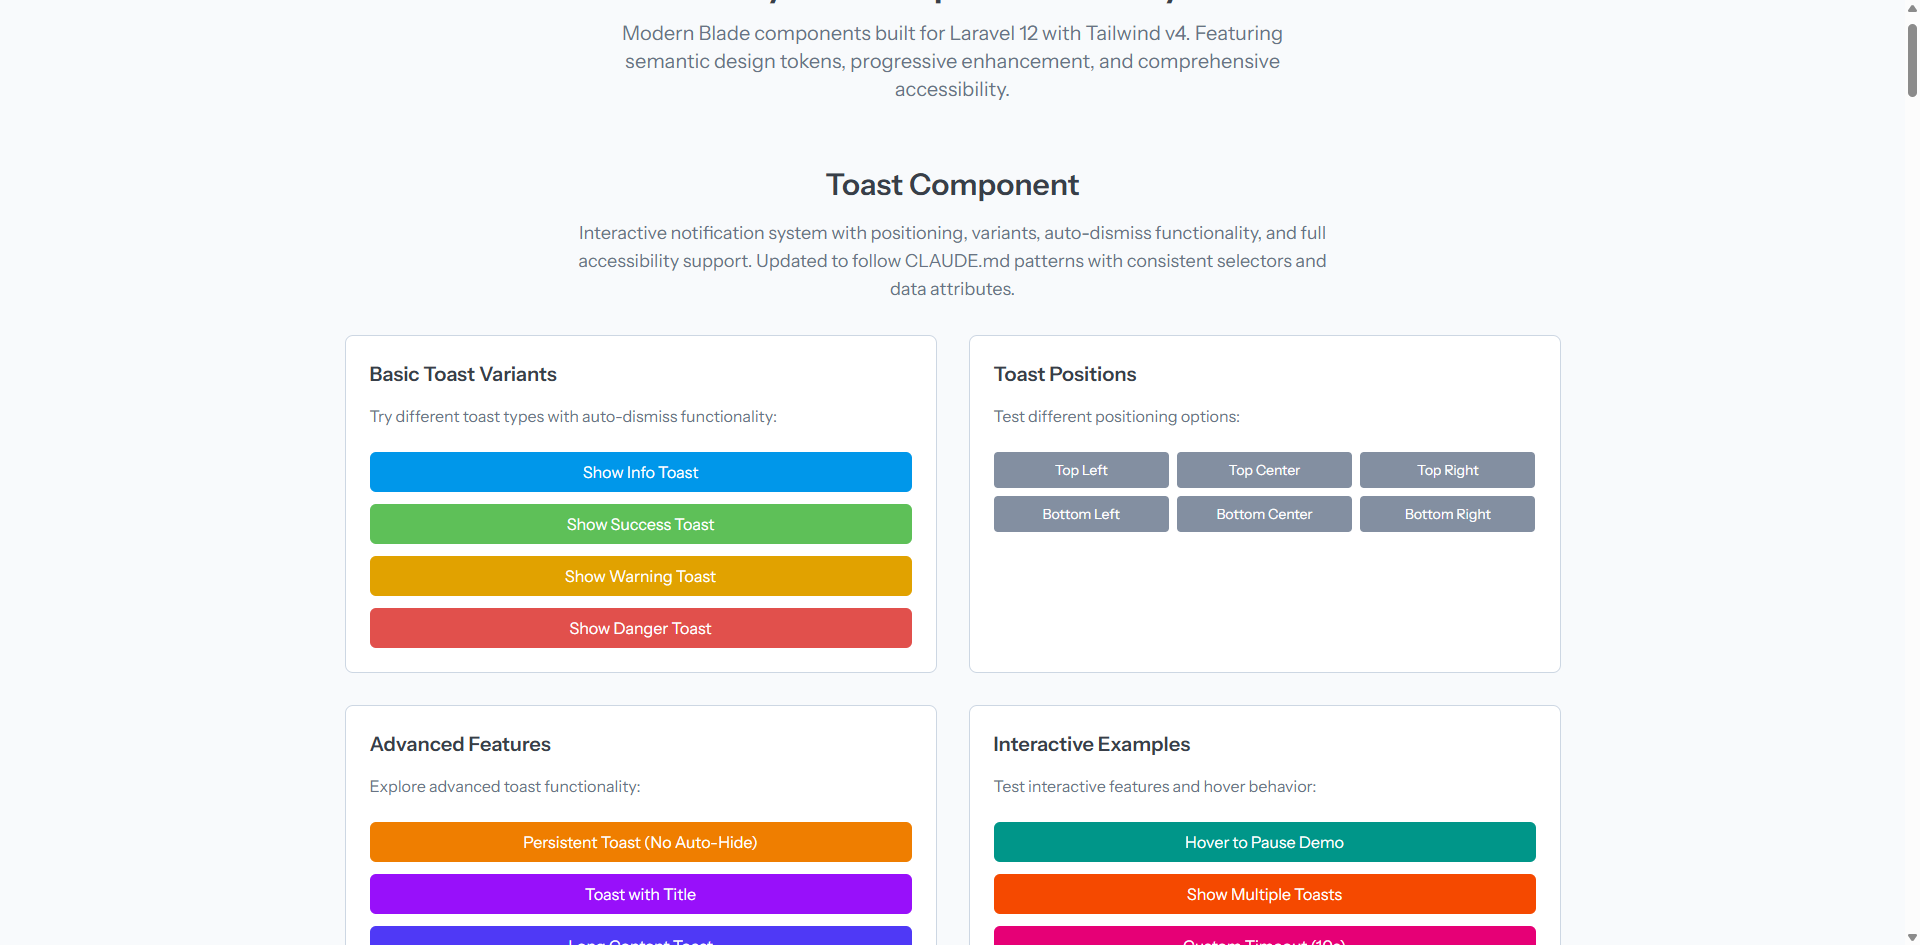 Modern Blade components built for Laravel 12 with Tailwind v4. Featuring
semantic design tokens, progressive enhancement, and comprehensive
accessibility.
Toast Component
Interactive notification system with positioning, variants, auto-dismiss functionality, and full
accessibility support. Updated to follow CLAUDE.md patterns with consistent selectors and
data attributes.
Basic Toast Variants
Try different toast types with auto-dismiss functionality:
Show Info Toast
Show Success Toast
Show Warning Toast
Show Danger Toast
Toast Positions
Test different positioning options:
Top Left
Top Center
Top Right
Bottom Left
Bottom Center
Bottom Right
Advanced Features
Explore advanced toast functionality:
Persistent Toast (No Auto-Hide)
Toast with Title
Long Content Toast
Interactive Examples
Test interactive features and hover behavior:
Hover to Pause Demo
Show Multiple Toasts
Custom Timeout (10s)